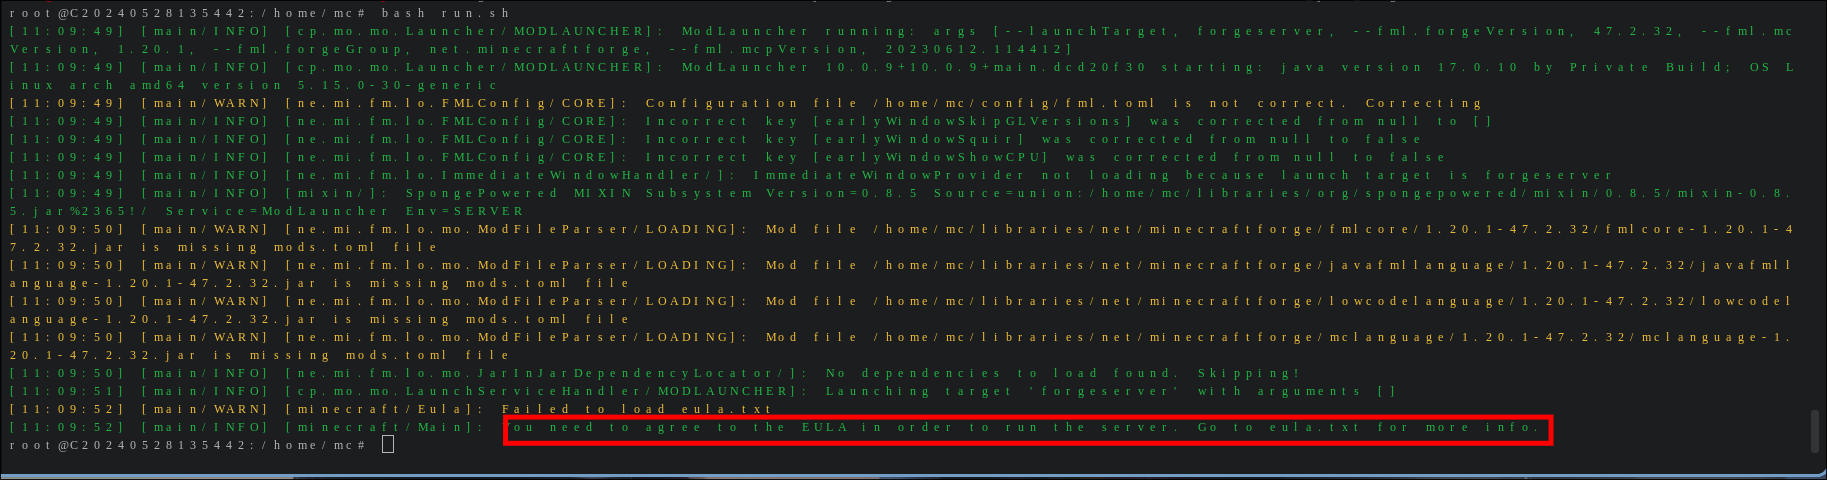 root@C20240528135442:/home/mc# bash run.sh
[11:09:49] [main/INFO] [cp.mo.mo.Launcher/MODLAUNCHER]: ModLauncher running: args [--launchTarget, forgeserver, --fml.forgeVersion, 47.2.32, --fml.mc
Version, 1.20.1, --fml.forgeGroup, net.minecraftforge, --fml.mcpVersion, 20230612.114412]
[11:09:49] [main/INFO] [cp.mo.mo.Launcher/MODLAUNCHER]: ModLauncher 10.0.9+10.0.9+main.dcd20f30 starting: java version 17.0.10 by Private Build; OS L
inux arch amd64 version 5.15.0-30-generic
[11:09:49] [main/WARN] [ne.mi.fm.lo.FMLConfig/CORE]: Configuration file /home/mc/config/fml.toml is not correct. Correcting
[11:09:49] [main/INFO] [ne.mi.fm.lo.FMLConfig/CORE]: Incorrect key [earlyWindowSkipGLVersions] was corrected from null to []
[11:09:49] [main/INFO] [ne.mi.fm.lo.FMLConfig/CORE]: Incorrect key [earlyWindowSquir] was corrected from null to false
[11:09:49] [main/INFO] [ne.mi.fm.lo.FMLConfig/CORE]: Incorrect key [earlyWindowShowCPU] was corrected from null to false
[11:09:49] [main/INFO] [ne.mi.fm.lo.ImmediateWindowHandler/]: ImmediateWindowProvider not loading because launch target is forgeserver
[11:09:49] [main/INFO] [mixin/]: SpongePowered MIXIN Subsystem Version=0.8.5 Source=union:/home/mc/libraries/org/spongepowered/mixin/0.8.5/mixin-0.8.
5.jar%2365!/ Service=ModLauncher Env=SERVER
[11:09:50] [main/WARN] [ne.mi.fm.lo.mo.ModFileParser/LOADING]: Mod file /home/mc/libraries/net/minecraftforge/fmlcore/1.20.1-47.2.32/fmlcore-1.20.1-4
7.2.32.jar is missing mods.toml file
[11:09:50] [main/WARN] [ne.mi.fm.lo.mo.ModFileParser/LOADING]: Mod file /home/mc/libraries/net/minecraftforge/javafmllanguage/1.20.1-47.2.32/javafmll
anguage-1.20.1-47.2.32.jar is missing mods.toml file
[11:09:50] [main/WARN] [ne.mi.fm.lo.mo.ModFileParser/LOADING]: Mod file /home/mc/libraries/net/minecraftforge/lowcodelanguage/1.20.1-47.2.32/lowcodel
anguage-1.20.1-47.2.32.jar is missing mods.toml file
[11:09:50] [main/WARN] [ne.mi.fm.lo.mo.ModFileParser/LOADING]: Mod file /home/mc/libraries/net/minecraftforge/mclanguage/1.20.1-47.2.32/mclanguage-1.
20.1-47.2.32.jar is missing mods.toml file
[11:09:50] [main/INFO] [ne.mi.fm.lo.mo.JarInJarDependencyLocator/]: No dependencies to load found. Skipping!
[11:09:51] [main/INFO] [cp.mo.mo.LaunchServiceHandler/MODLAUNCHER]: Launching target 'forgeserver' with arguments []
[11:09:52] [main/WARN] [minecraft/Eula]: Failed to load eula.txt
[11:09:52] [main/INFO] [minecraft/Main]: You need to agree to the EULA in order to run the server. Go to eula.txt for more info.
root@C20240528135442:/home/mc#